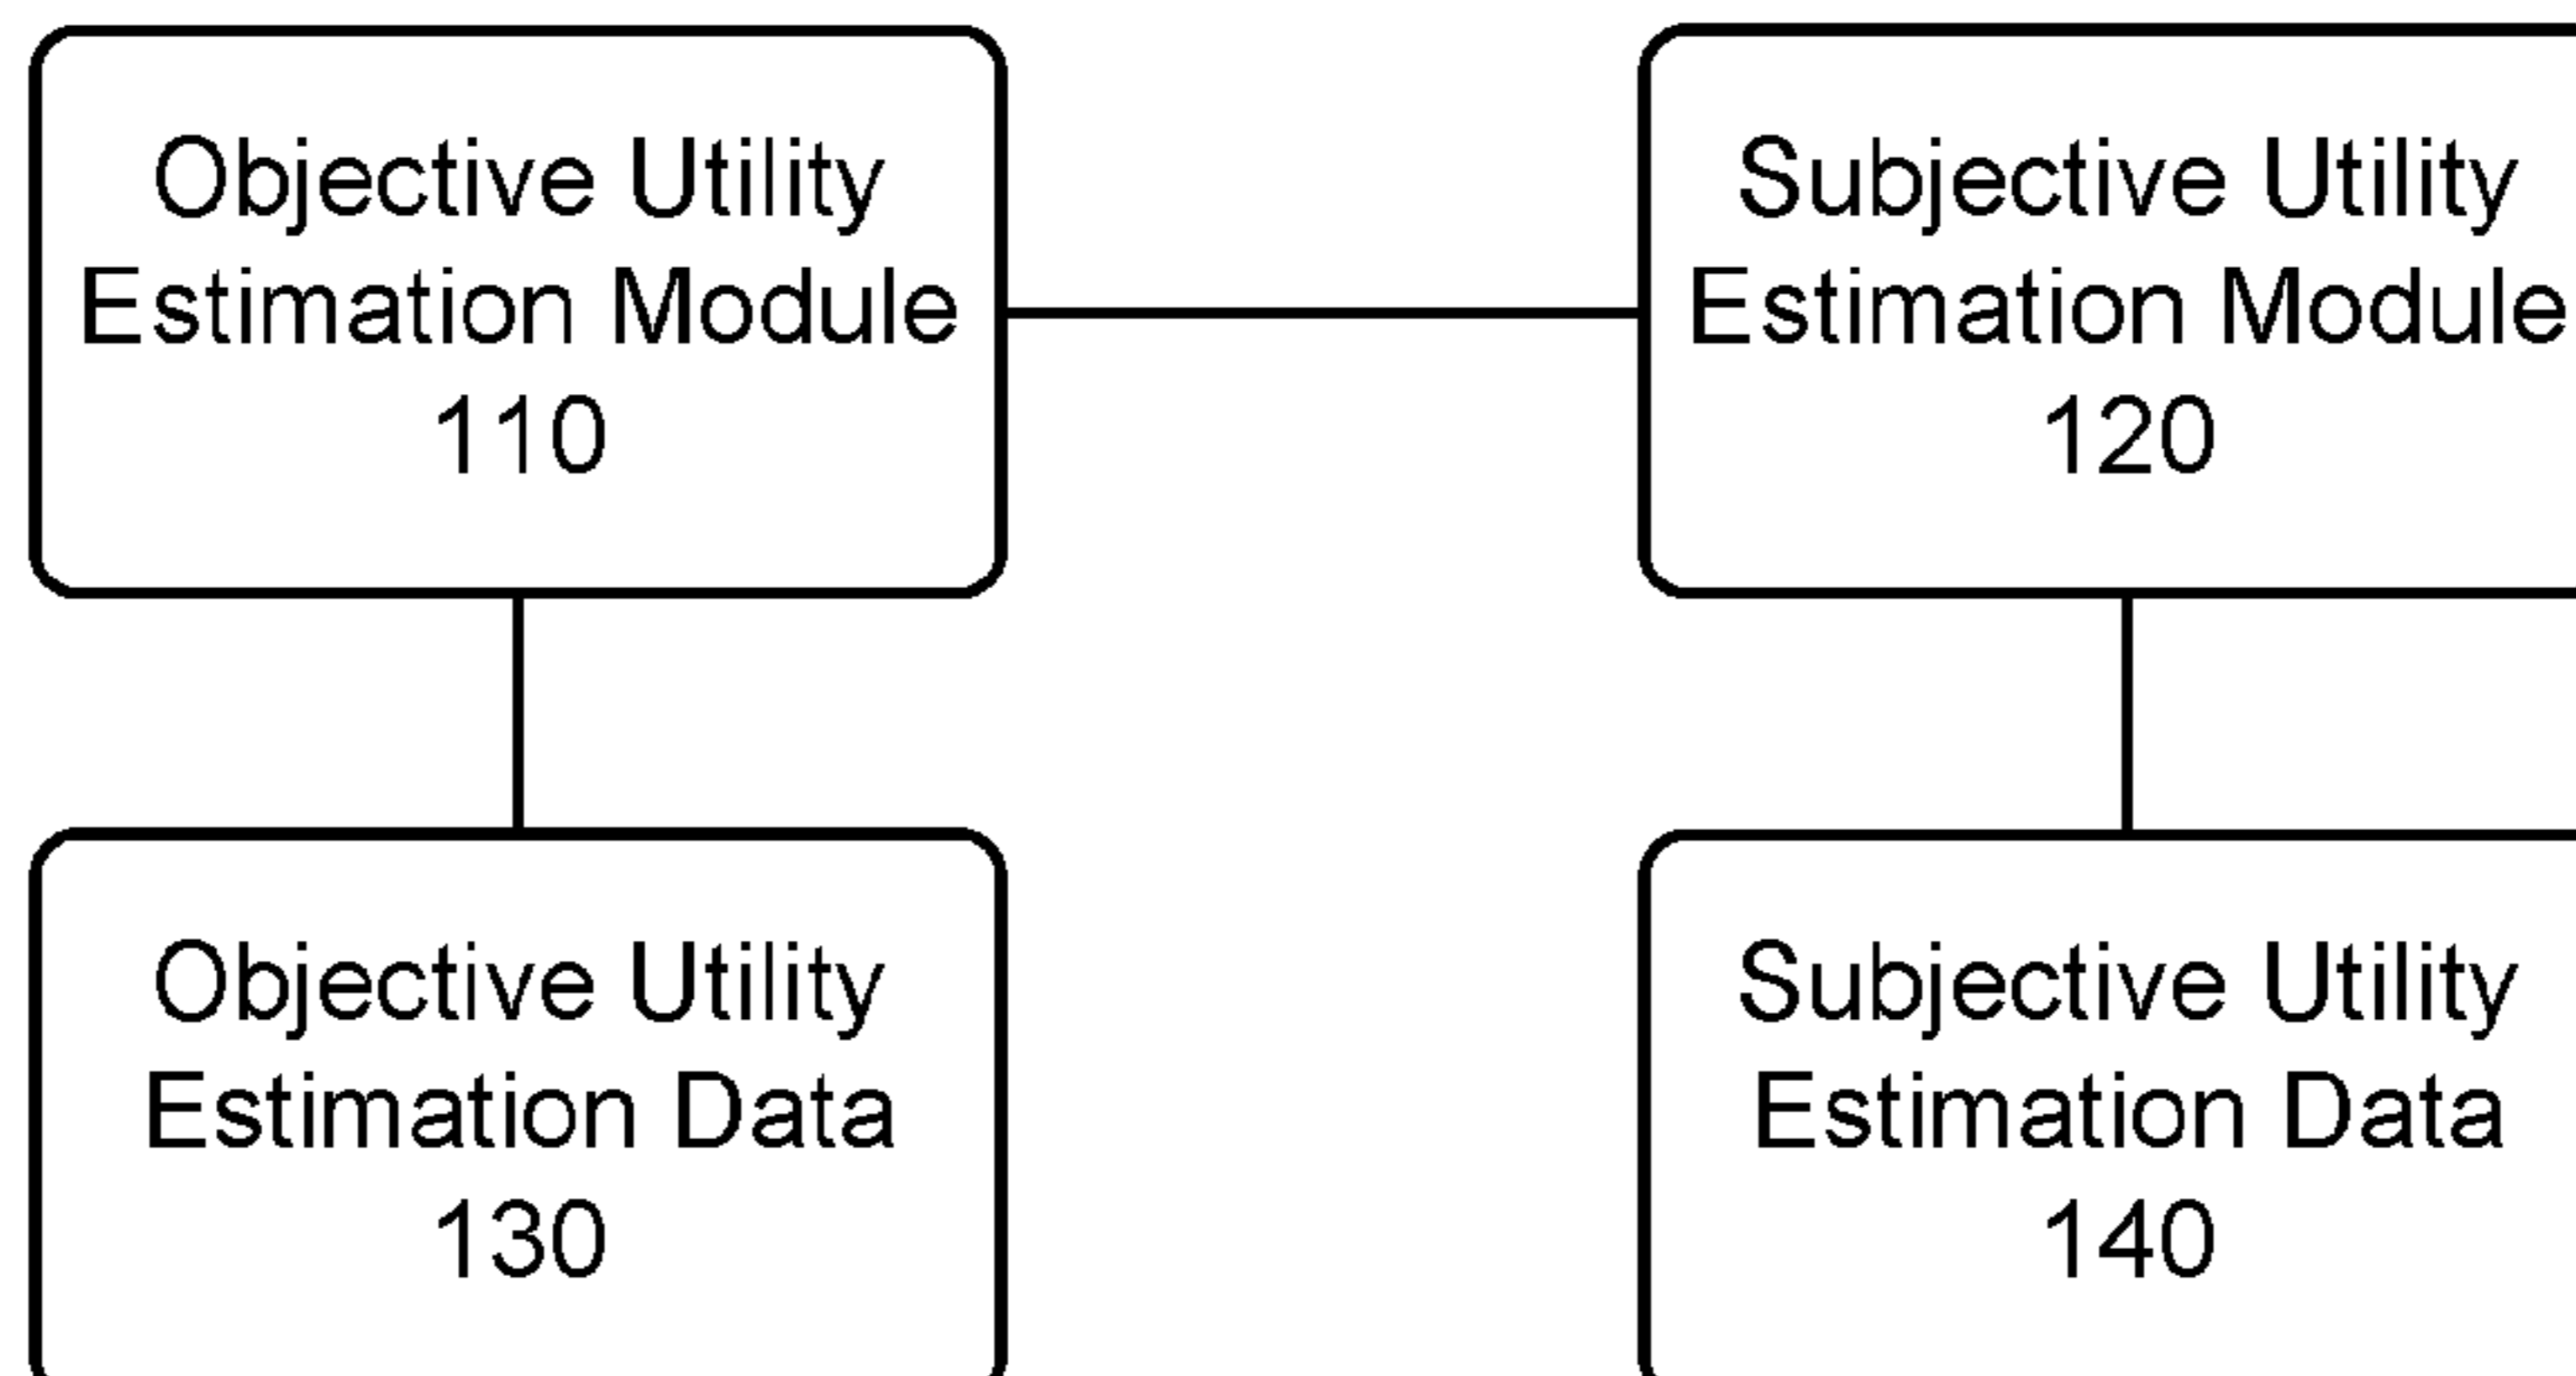 Objective Utility
Estimation Module
110
Subjective Utility
Estimation Module
120
Objective Utility
Estimation Data
130
Subjective Utility
Estimation Data
140